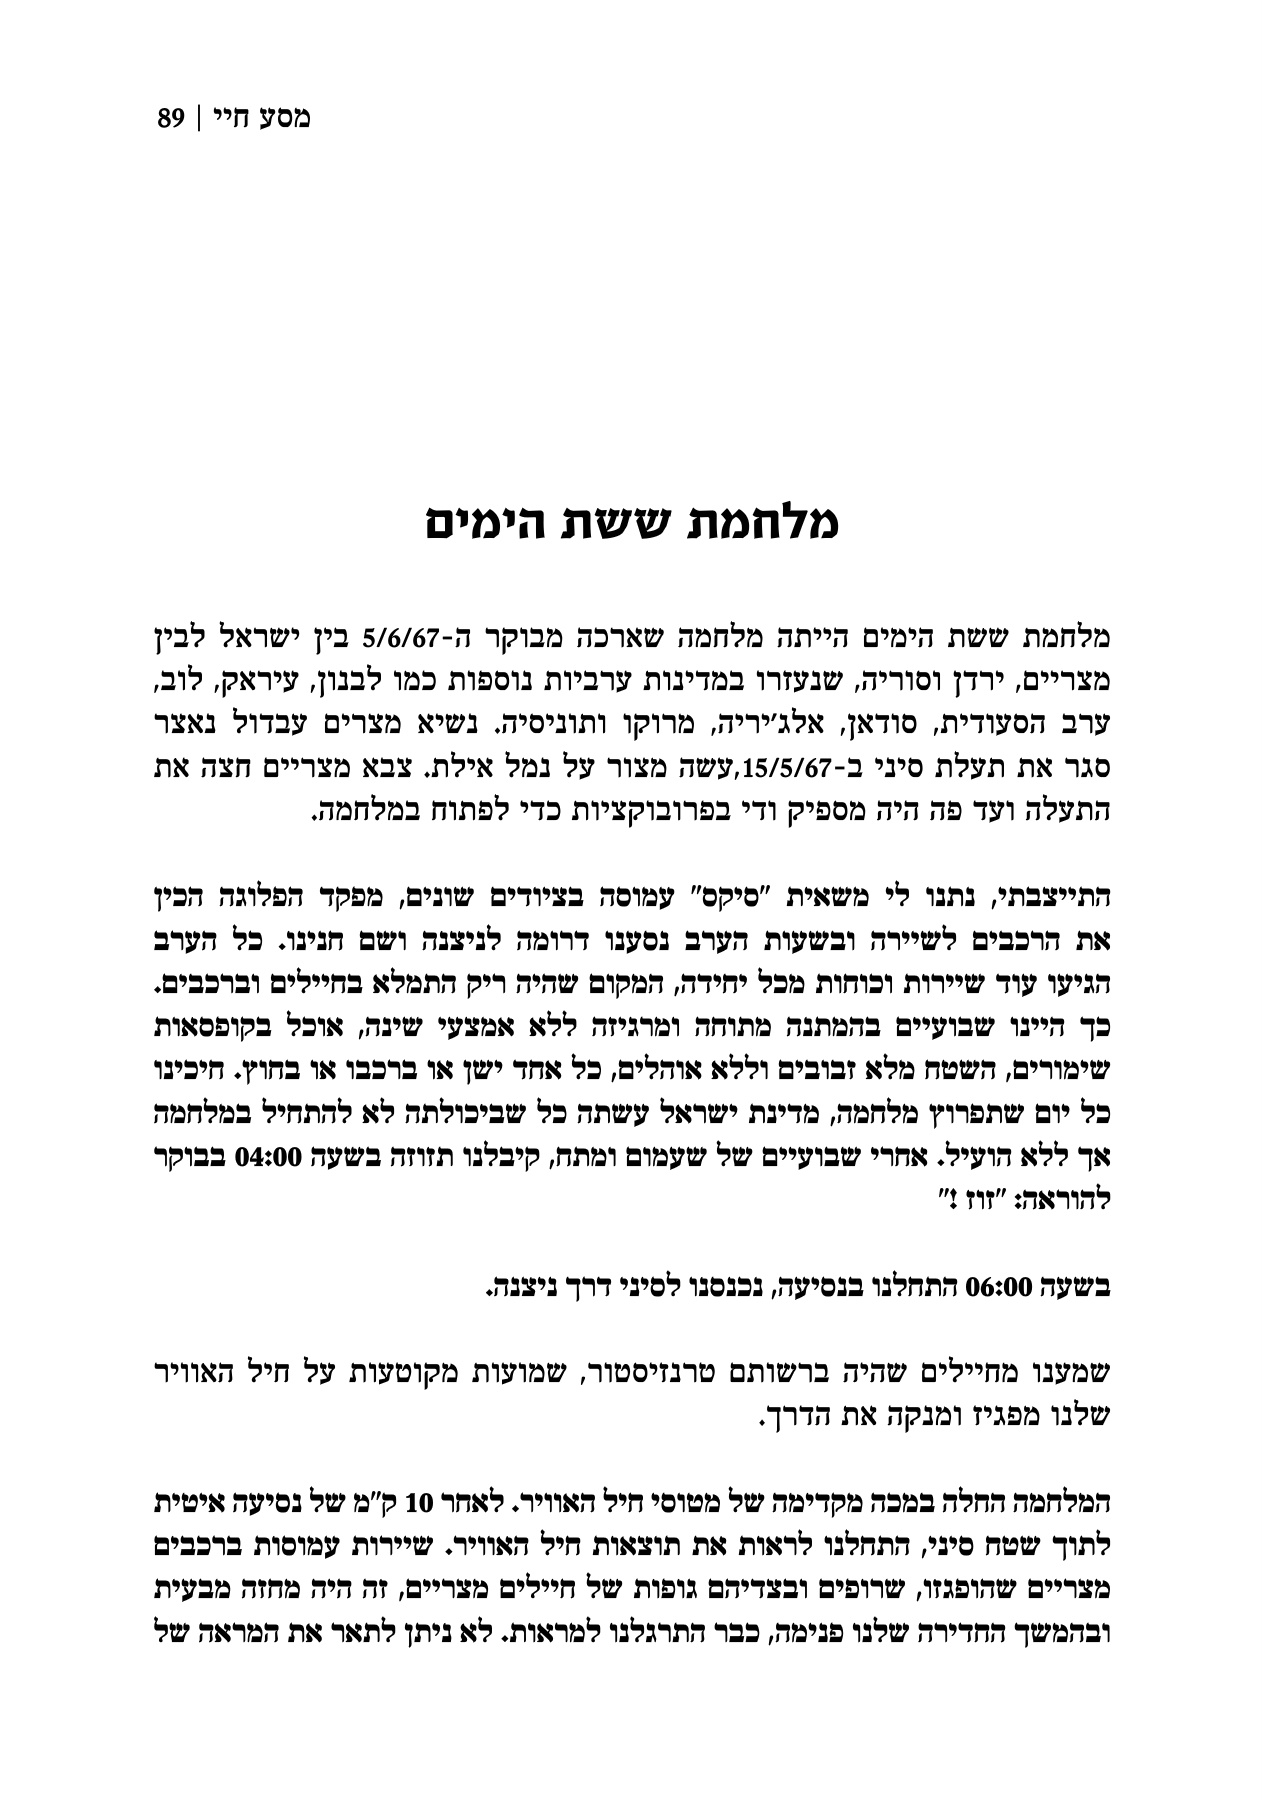 מסע חיי | 89
מלחמת ששת הימים
מלחמת ששת הימים הייתה מלחמה שארכה מבוקר ה-5/6/67 בין ישראל לבין
מצריים, ירדן וסוריה, שנעזרו במדינות ערביות נוספות כמו לבנון, עיראק, לוב,
ערב הסעודית, סודאן, אלג'יריה, מרוקו ותוניסיה. נשיא מצרים עבדול נאצר
סגר את תעלת סיני ב-15/5/67,עשה מצור על נמל אילת. צבא מצריים חצה את
התעלה ועד פה היה מספיק ודי בפרובוקציות כדי לפתוח במלחמה.
התייצבתי, נתנו לי משאית "סיקס" עמוסה בציודים שונים, מפקד הפלוגה הכין
את הרכבים לשיירה ובשעות הערב נסענו דרומה לניצנה ושם חנינו. כל הערב
הגיעו עוד שיירות וכוחות מכל יחידה, המקום שהיה ריק התמלא בחיילים וברכבים.
כך היינו שבועיים בהמתנה מתוחה ומרגיזה ללא אמצעי שינה, אוכל בקופסאות
שימורים, השטח מלא זבובים וללא אוהלים, כל אחד ישן או ברכבו או בחוץ. חיכינו
כל יום שתפרוץ מלחמה, מדינת ישראל עשתה כל שביכולתה לא להתחיל במלחמה
אך ללא הועיל. אחרי שבועיים של שעמום ומתח, קיבלנו תזוזה בשעה 04:00 בבוקר
להוראה: "זוז !"
בשעה 06:00 התחלנו בנסיעה, נכנסנו לסיני דרך ניצנה.
שמענו מחיילים שהיה ברשותם טרנזיסטור, שמועות מקוטעות על חיל האוויר
שלנו מפגיז ומנקה את הדרך.
המלחמה החלה במכה מקדימה של מטוסי חיל האוויר. לאחר 10 ק"מ של נסיעה איטית
לתוך שטח סיני, התחלנו לראות את תוצאות חיל האוויר. שיירות עמוסות ברכבים
מצריים שהופגזו, שרופים ובצדיהם גופות של חיילים מצריים, זה היה מחזה מבעית
ובהמשך החדירה שלנו פנימה, כבר התרגלנו למראות. לא ניתן לתאר את המראה של